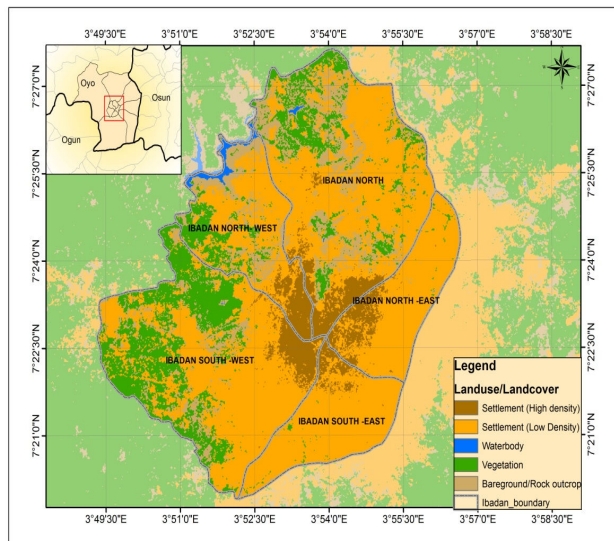 3°49'30"E 3°51'0"E 3°52'30"E 3°54'0"E 3°55'30"E 3°57'0"E 3°58'30"E
Oyo
Osun
Ogun
7°27'0"N 7°27'0"N
7°25'30"N 7°25'30"N
7°24'0"N 7°24'0"N
7°22'30"N 7°22'30"N
7°21'0"N 7°21'0"N
IBADAN NORTH
IBADAN NORTH-WEST
IBADAN NORTH -EAST
IBADAN SOUTH -WEST
IBADAN SOUTH -EAST
Legend
Landuse/Landcover
Settlement (High density)
Settlement (Low Density)
Waterbody
Vegetation
Bareground/Rock outcrop
Ibadan_boundary
3°49'30"E 3°51'0"E 3°52'30"E 3°54'0"E 3°55'30"E 3°57'0"E 3°58'30"E